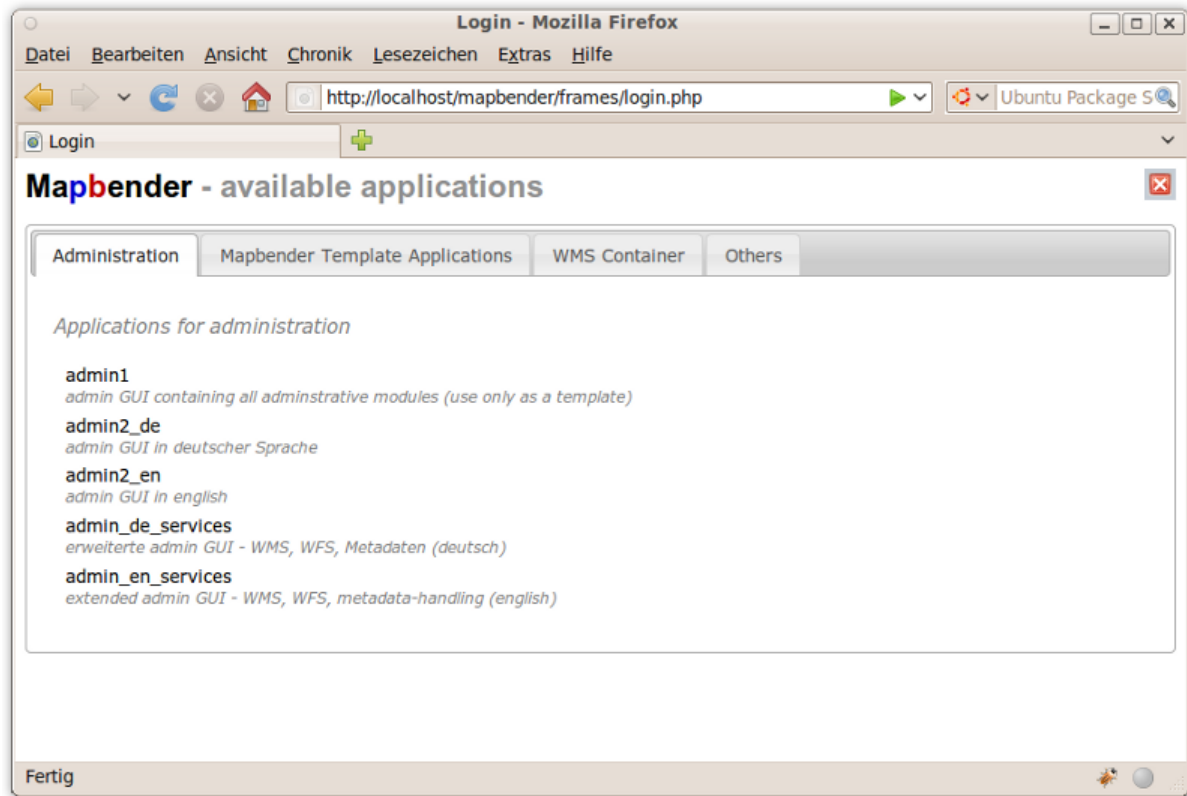 Login - Mozilla Firefox
Datei Bearbeiten Ansicht Chronik Lesezeichen Extras Hilfe
http://localhost/mapbender/frames/login.php Ubuntu Package S
Login
Mapbender - available applications
Administration Mapbender Template Applications WMS Container Others
Applications for administration
admin1
admin GUI containing all adminstrative modules (use only as a template)
admin2_de
admin GUI in deutscher Sprache
admin2_en
admin GUI in english
admin_de_services
erweiterte admin GUI - WMS, WFS, Metadaten (deutsch)
admin_en_services
extended admin GUI - WMS, WFS, metadata-handling (english)
Fertig